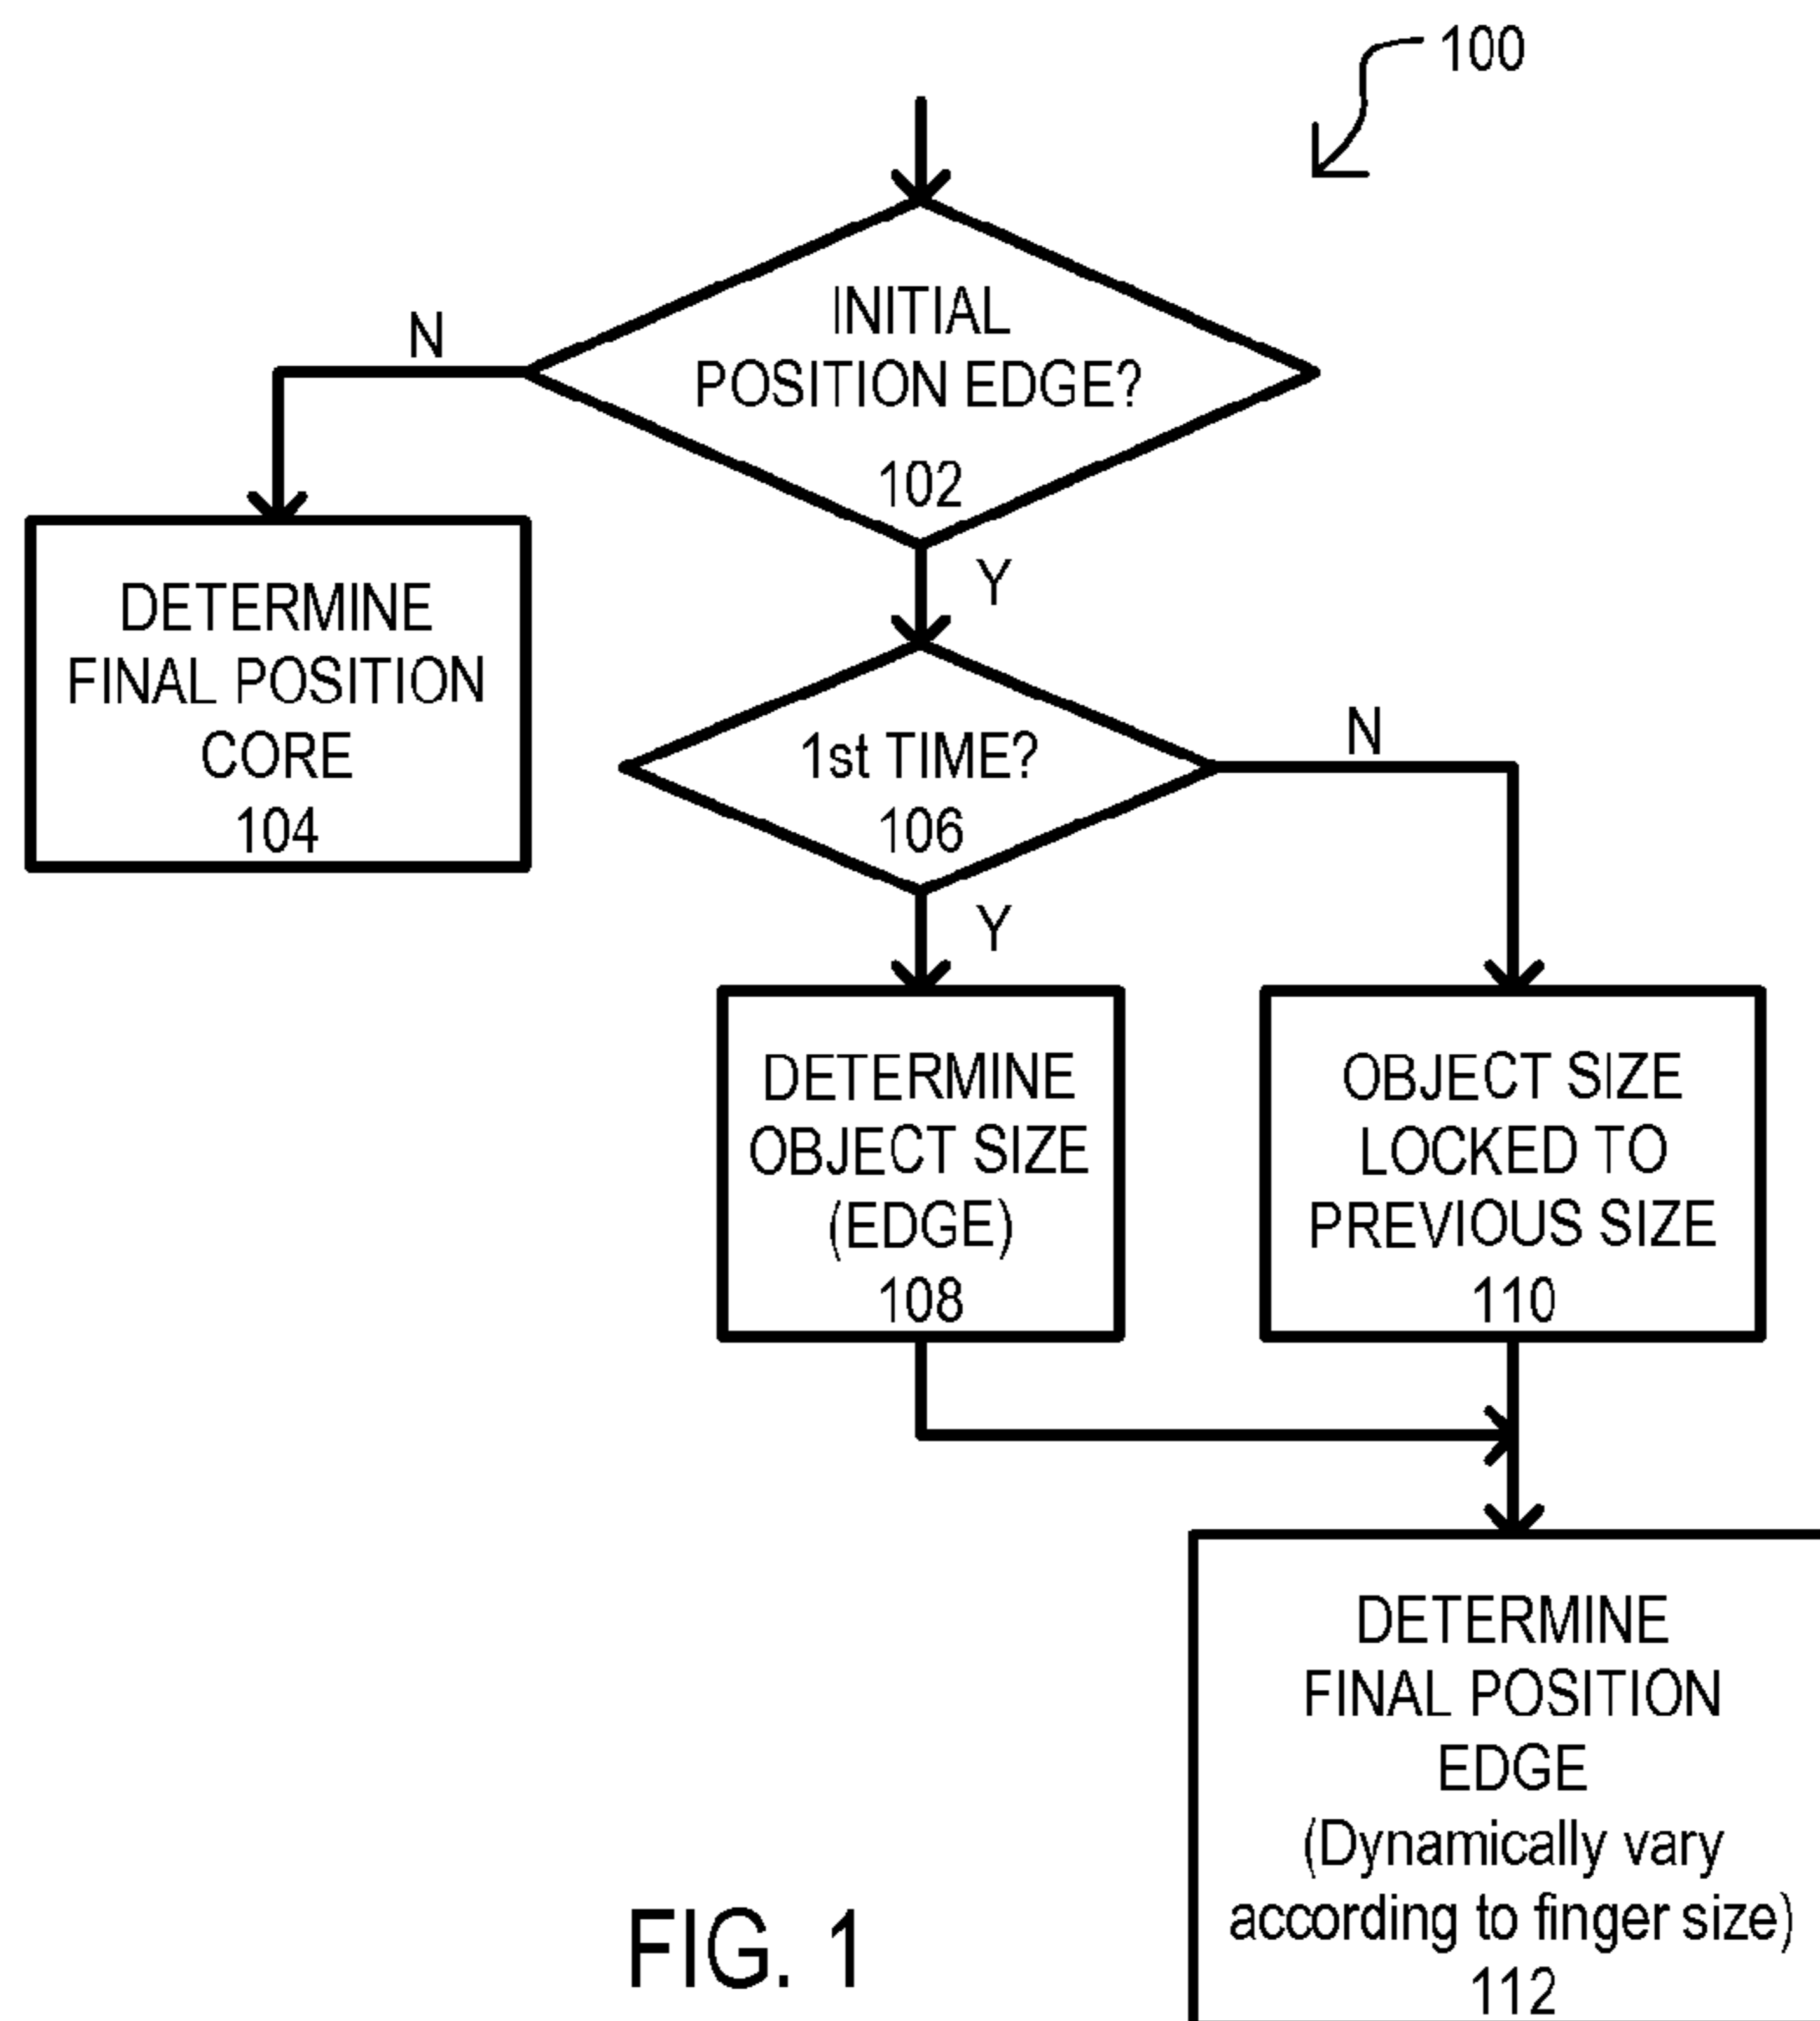 100
INITIAL
POSITION EDGE?
102
N
Y
DETERMINE
FINAL POSITION
CORE
104
1st TIME?
106
N
Y
DETERMINE
OBJECT SIZE
(EDGE)
108
OBJECT SIZE
LOCKED TO
PREVIOUS SIZE
110
DETERMINE
FINAL POSITION
EDGE
(Dynamically vary
according to finger size)
112
FIG. 1